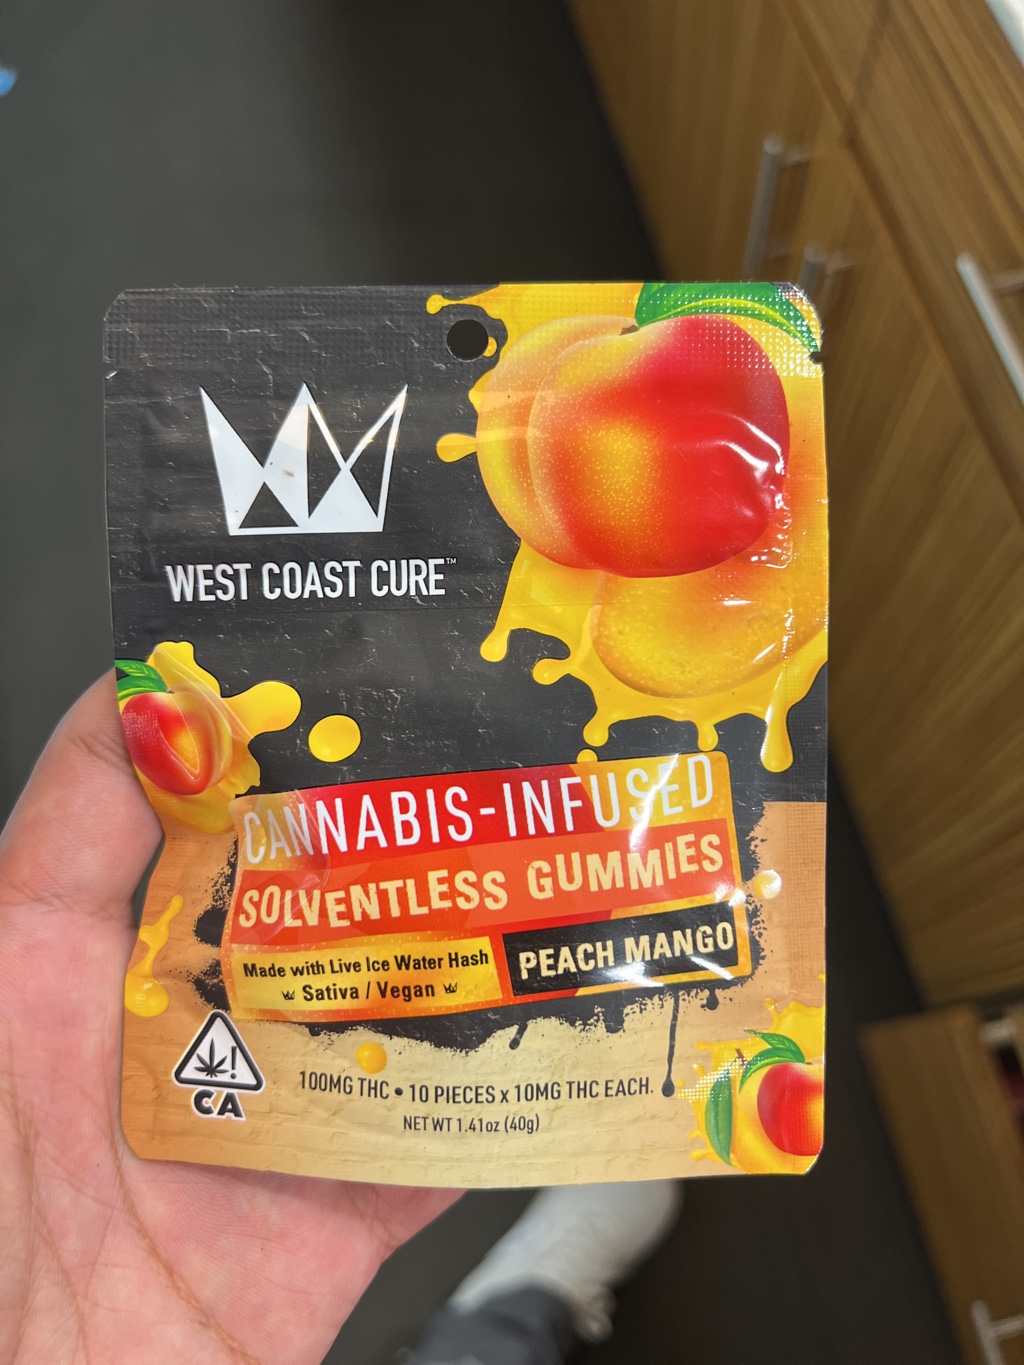 WEST COAST CURE™
CANNABIS-INFUSED
SOLVENTLESS GUMMIES
Made with Live Ice Water Hash
Sativa / Vegan
PEACH MANGO
!
CA
100MG THC • 10 PIECES x 10MG THC EACH.
NET WT 1.41oz (40g)